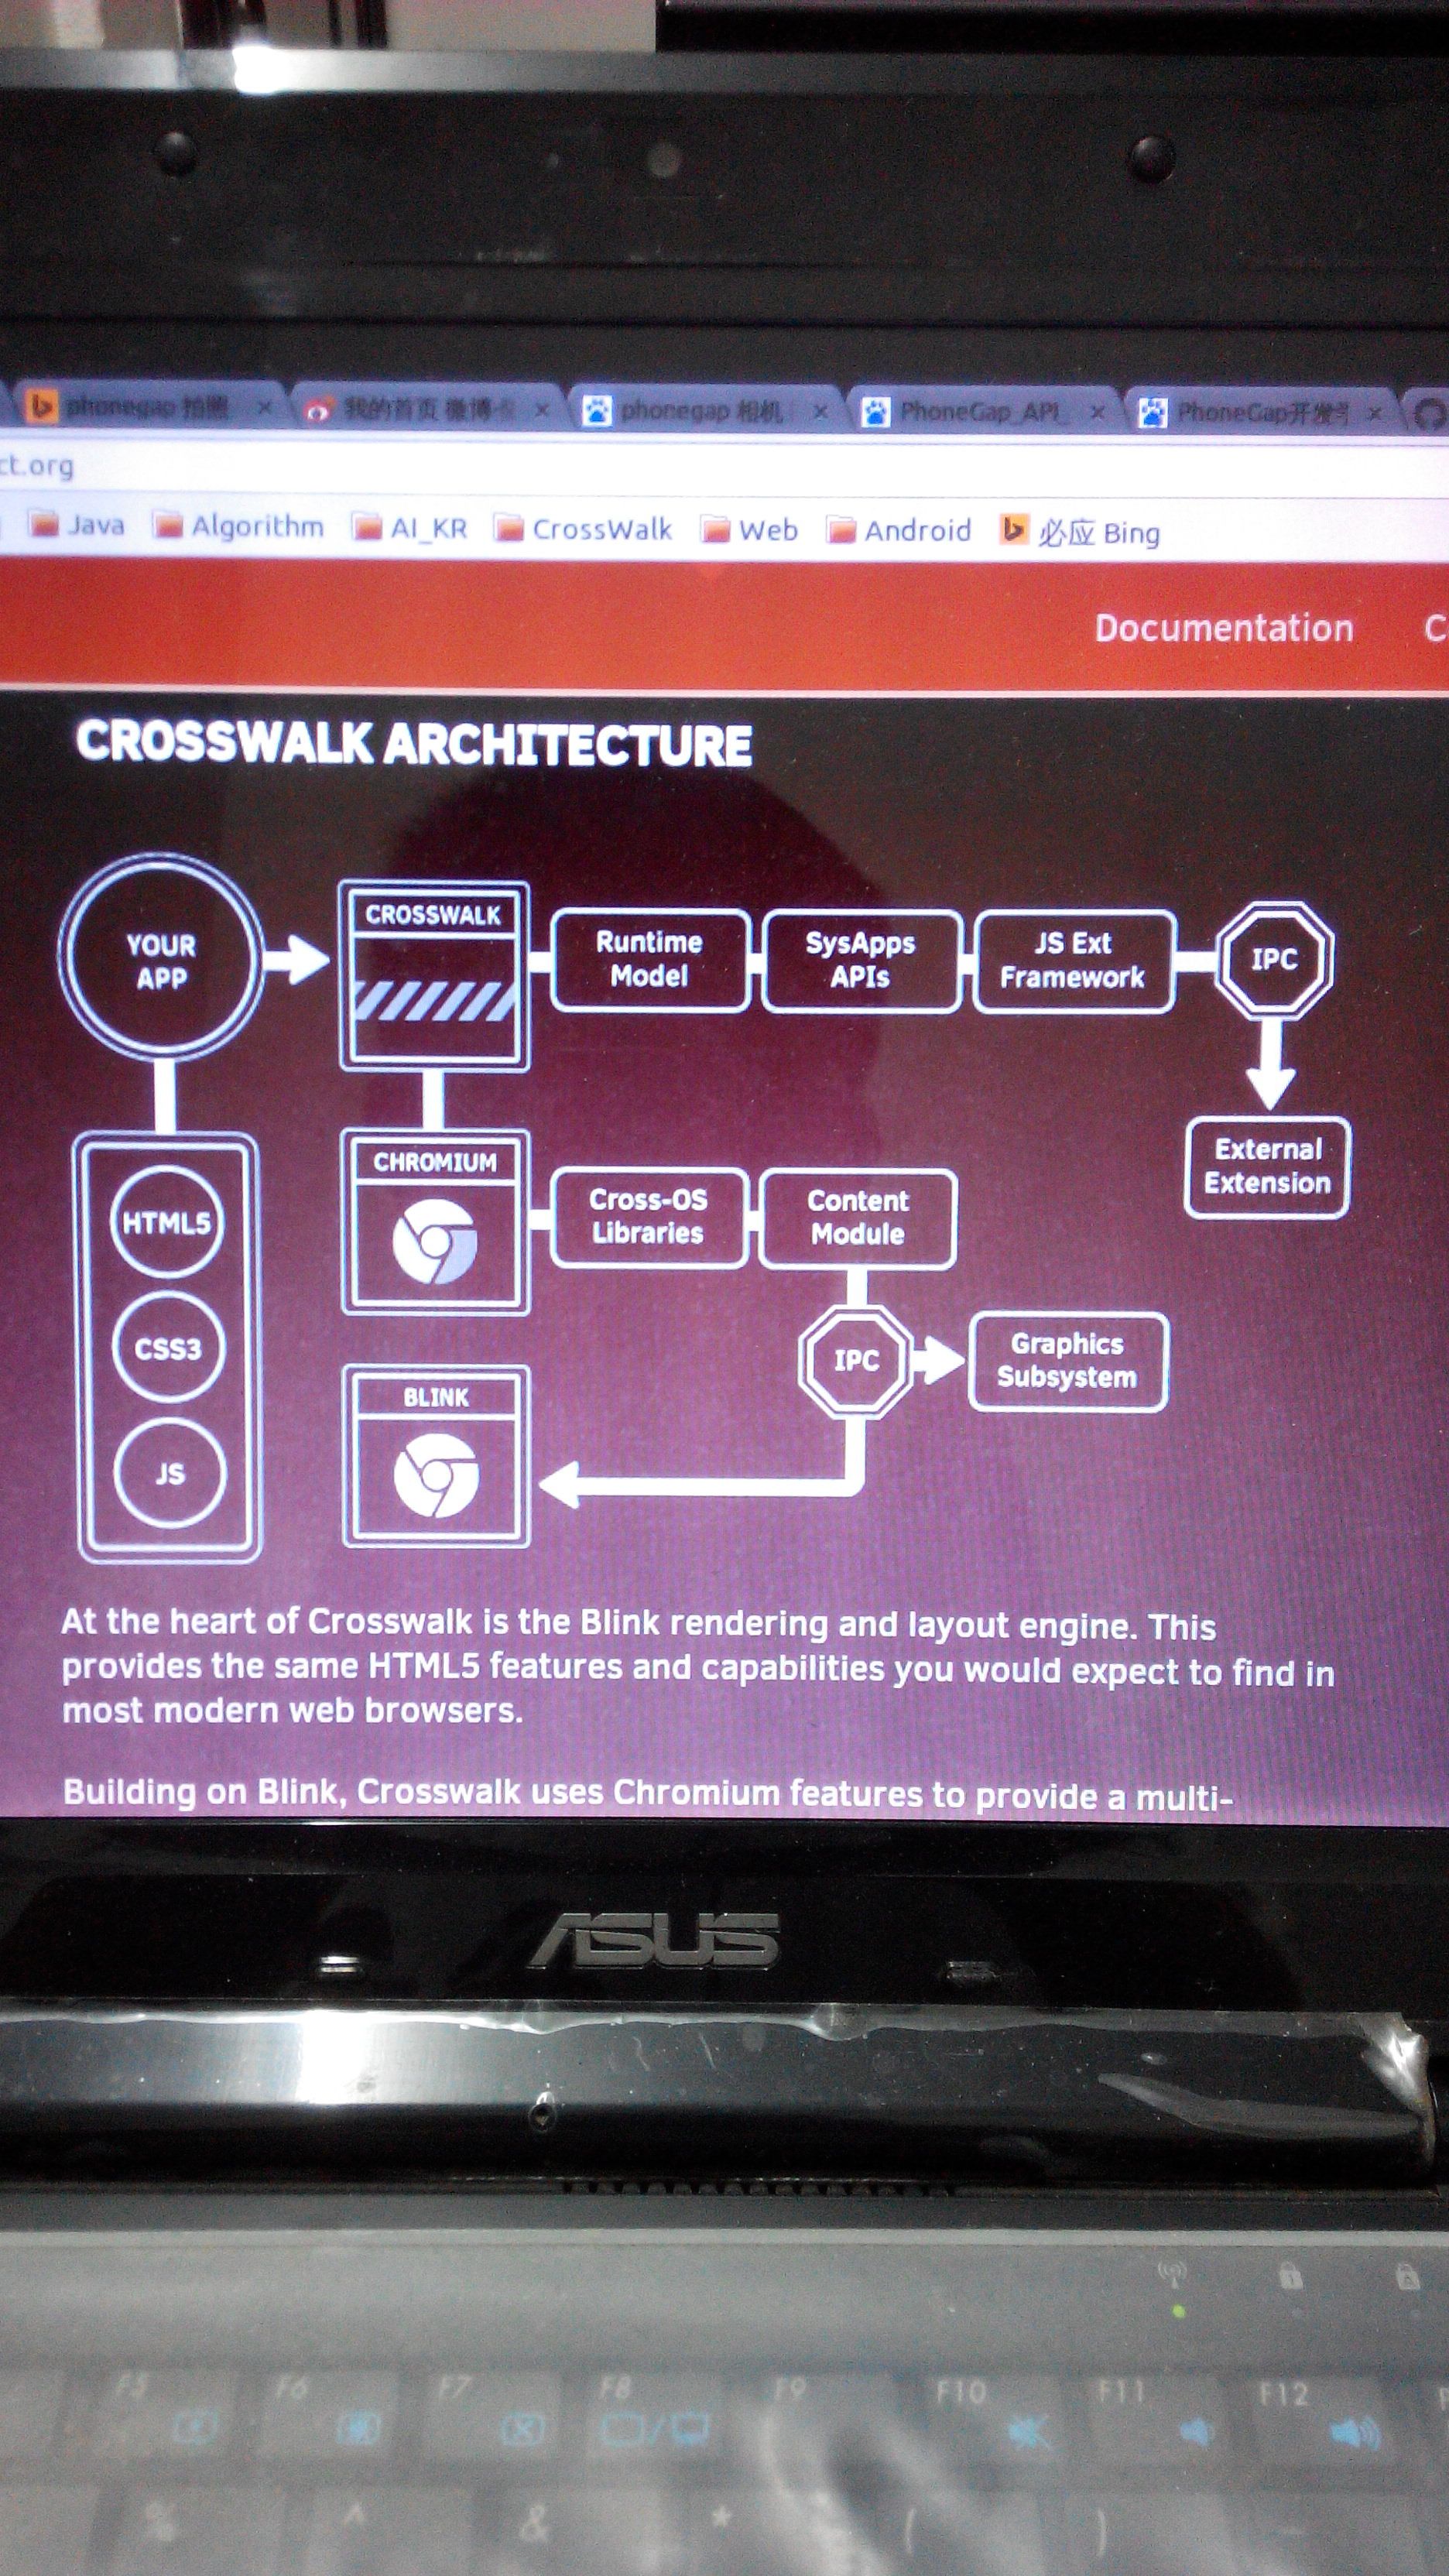 phonegap 拍照
我的首页 微博-
phonegap 相机
PhoneGap_API_
PhoneGap开发
ct.org
Java
Algorithm
AI_KR
CrossWalk
Web
Android
必应 Bing
Documentation
C
CROSSWALK ARCHITECTURE
YOUR
APP
CROSSWALK
Runtime
Model
SysApps
APIs
JS Ext
Framework
IPC
External
Extension
CHROMIUM
Cross-OS
Libraries
Content
Module
HTML5
CSS3
JS
IPC
Graphics
Subsystem
BLINK
At the heart of Crosswalk is the Blink rendering and layout engine. This
provides the same HTML5 features and capabilities you would expect to find in
most modern web browsers.
Building on Blink, Crosswalk uses Chromium features to provide a multi-
ASUS
F5
F6
F7
F8
F9
F10
F11
F12
%
^
&
*
(
)